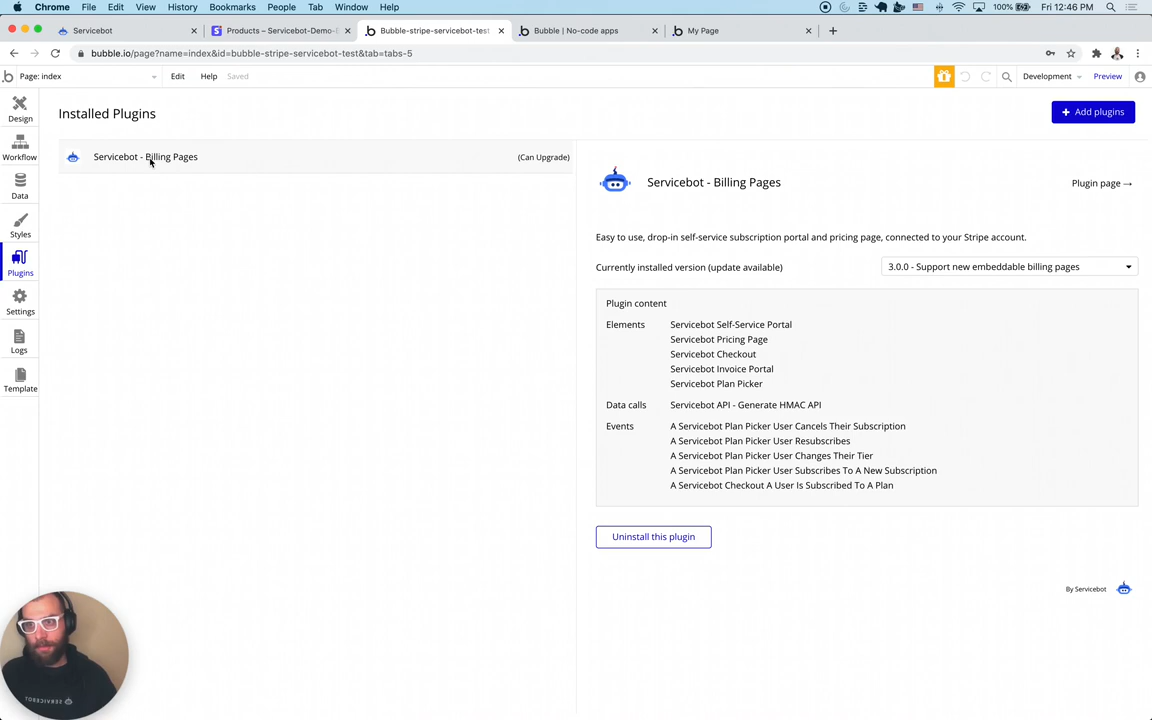 Chrome File Edit View History Bookmarks People Tab Window Help 100% Fri 12:46 PM
Servicebot Products – Servicebot-Demo- Bubble-stripe-servicebot-test Bubble | No-code apps My Page
bubble.io/page?name=index&id=bubble-stripe-servicebot-test&tab=tabs-5
Page: index Edit Help Saved Development Preview
Design
Workflow
Data
Styles
Plugins
Settings
Logs
Template
Installed Plugins
+ Add plugins
Servicebot - Billing Pages (Can Upgrade)
Servicebot - Billing Pages Plugin page →
Easy to use, drop-in self-service subscription portal and pricing page, connected to your Stripe account.
Currently installed version (update available) 3.0.0 - Support new embeddable billing pages
Plugin content
Elements Servicebot Self-Service Portal
Servicebot Pricing Page
Servicebot Checkout
Servicebot Invoice Portal
Servicebot Plan Picker
Data calls Servicebot API - Generate HMAC API
Events A Servicebot Plan Picker User Cancels Their Subscription
A Servicebot Plan Picker User Resubscribes
A Servicebot Plan Picker User Changes Their Tier
A Servicebot Plan Picker User Subscribes To A New Subscription
A Servicebot Checkout A User Is Subscribed To A Plan
Uninstall this plugin
By Servicebot
SERVICEBOT